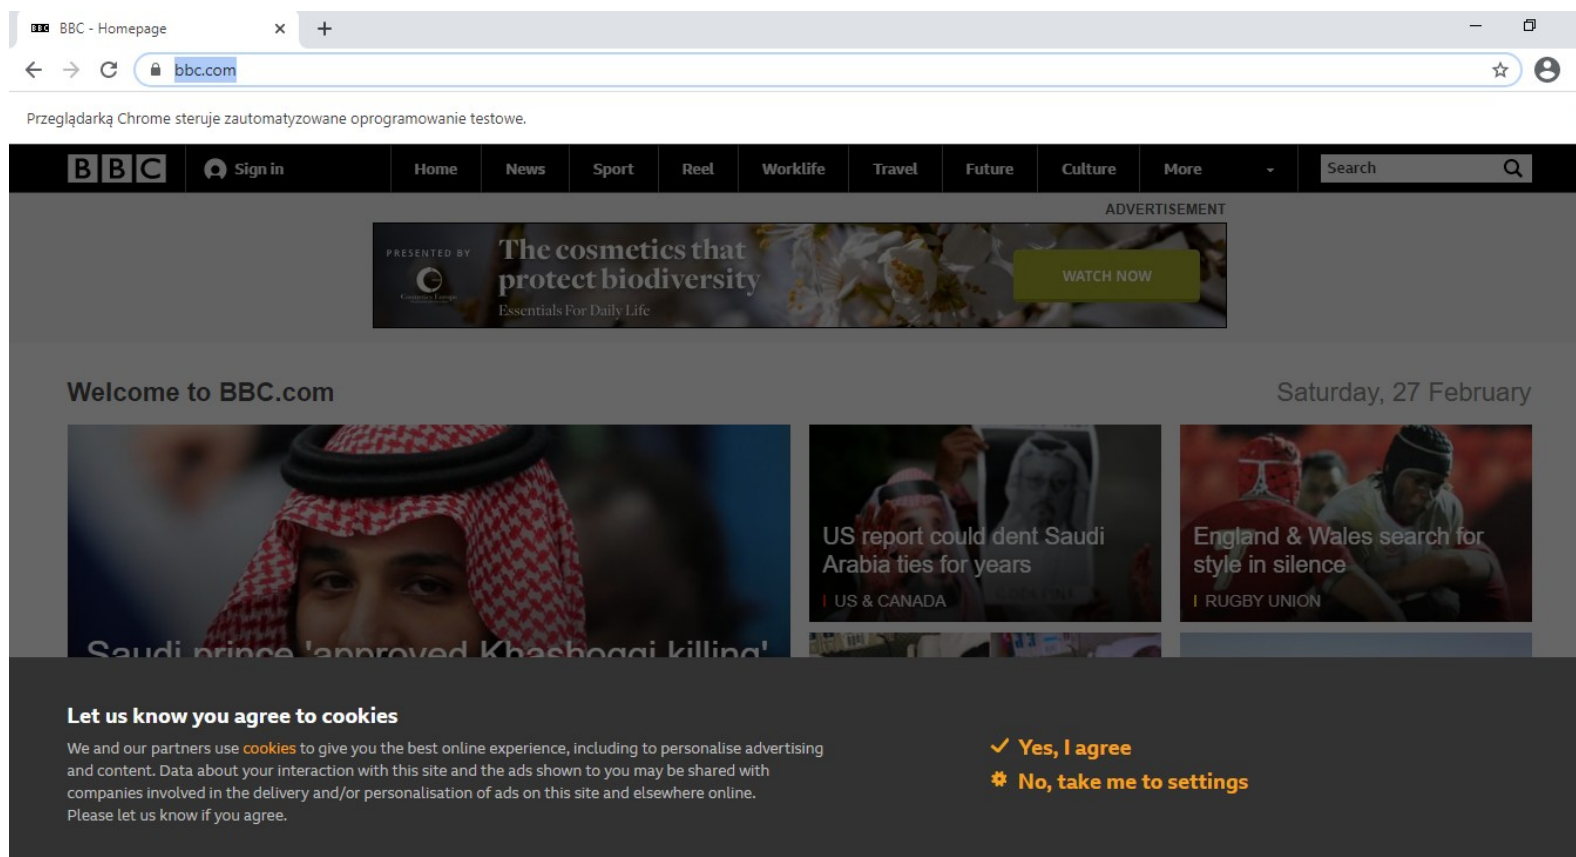 BBC BBC - Homepage
bbc.com
Przeglądarką Chrome steruje zautomatyzowane oprogramowanie testowe.
BBC Sign in Home News Sport Reel Worklife Travel Future Culture More Search
ADVERTISEMENT
PRESENTED BY
Cosmetics Europe
The cosmetics that
protect biodiversity
Essentials For Daily Life
WATCH NOW
Welcome to BBC.com
Saturday, 27 February
Saudi prince 'approved Khashoggi killing'
US report could dent Saudi
Arabia ties for years
US & CANADA
England & Wales search for
style in silence
RUGBY UNION
Let us know you agree to cookies
We and our partners use cookies to give you the best online experience, including to personalise advertising
and content. Data about your interaction with this site and the ads shown to you may be shared with
companies involved in the delivery and/or personalisation of ads on this site and elsewhere online.
Please let us know if you agree.
Yes, I agree
No, take me to settings